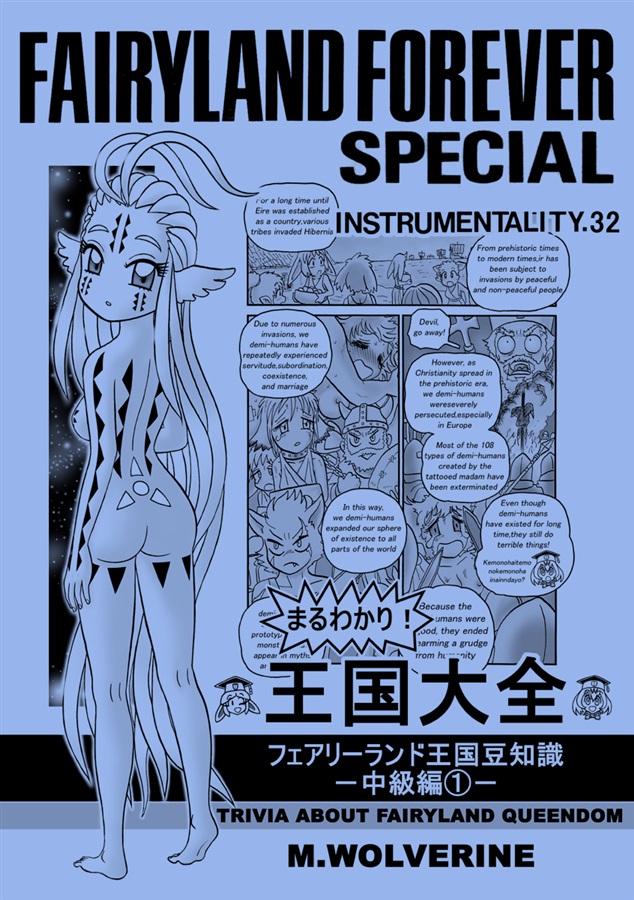 FAIRYLAND FOREVER
SPECIAL
INSTRUMENTALITY.32
For a long time until
Eire was established
as a country,various
tribes invaded Hibernia
From prehistoric times
to modern times,ir has
been subject to
invasions by peaceful
and non-peaceful people
Due to numerous
invasions, we
demi-humans have
repeatedly experienced
servitude,subordination,
coexistence,
and marriage
Devil,
go away!
However, as
Christianity spread in
the prehistoric era,
we demi-humans
wereseverely
persecuted,especially
in Europe
Most of the 108
types of demi-humans
created by the
tattooed madam have
been exterminated
In this way,
we demi-humans
expanded our sphere
of existence to all
parts of the world
Even though
demi-humans
have existed for long
time,they still do
terrible things!
Kemonohaitemo
nokemonoha
inainndayo?
Because the
were
they ended
a grudge
from humanity
まるわかり!
王国大全
フェアリーランド王国豆知識
－中級編①－
TRIVIA ABOUT FAIRYLAND QUEENDOM
M.WOLVERINE